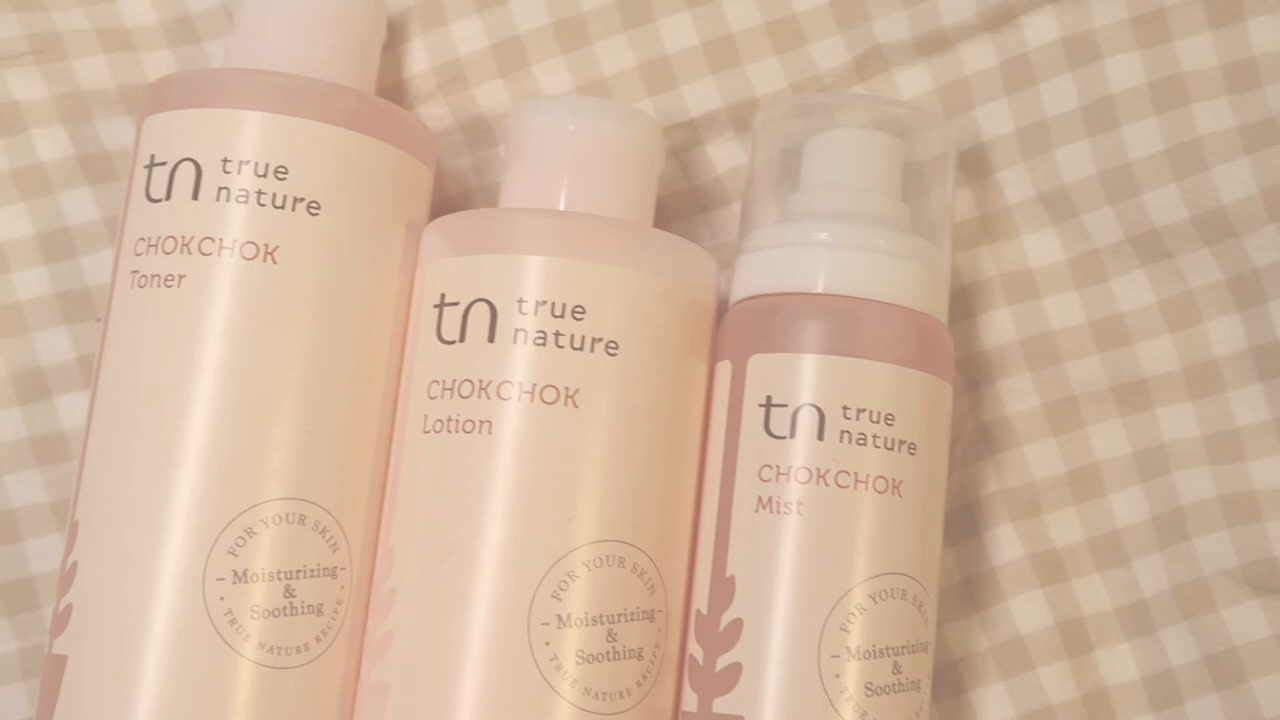 tn true nature
CHOKCHOK
Toner
FOR YOUR SKIN
- Moisturizing -
&
Soothing
• TRUE NATURE RECIPE •
tn true nature
CHOKCHOK
Lotion
FOR YOUR SKIN
- Moisturizing -
&
Soothing
• TRUE NATURE RECIPE •
tn true nature
CHOKCHOK
Mist
FOR YOUR SKIN
- Moisturizing
&
Soothing